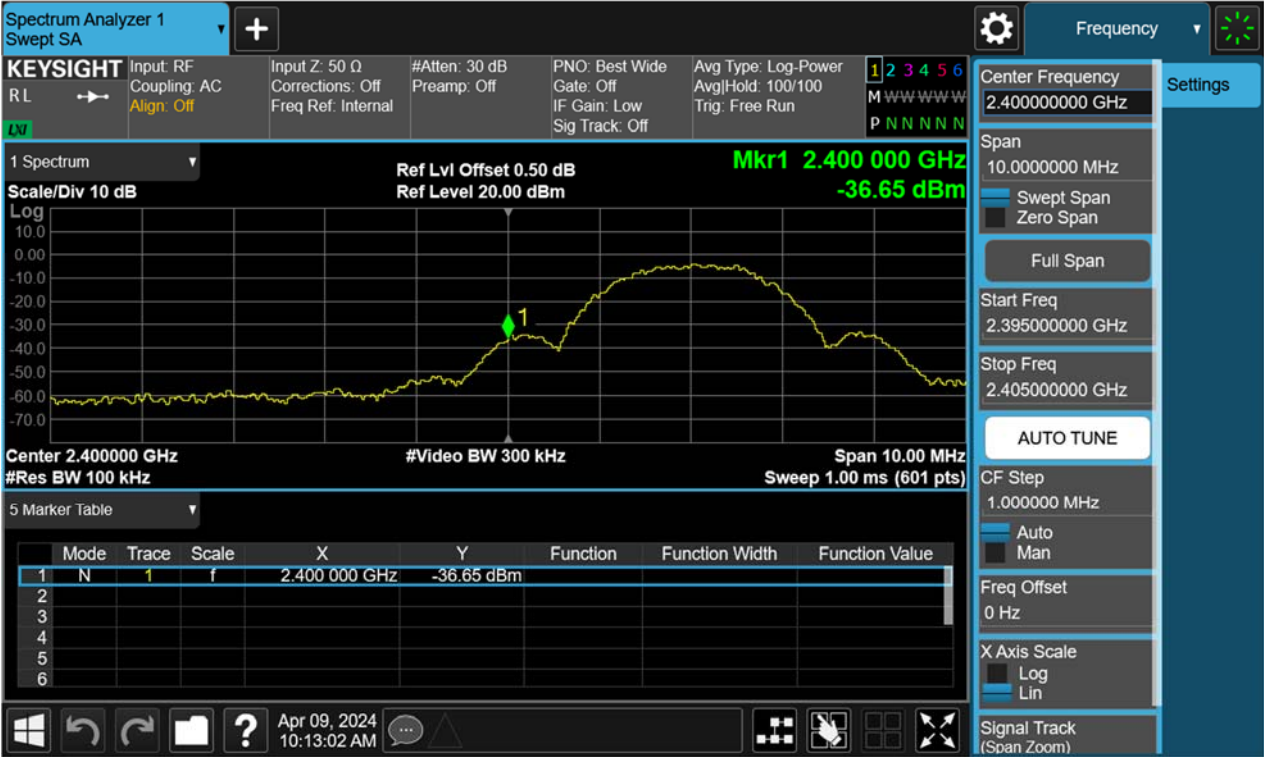 Spectrum Analyzer 1
Swept SA
+
Frequency
KEYSIGHT
R L
LXI
Input: RF
Coupling: AC
Align: Off
Input Z: 50 Ω
Corrections: Off
Freq Ref: Internal
#Atten: 30 dB
Preamp: Off
PNO: Best Wide
Gate: Off
IF Gain: Low
Sig Track: Off
Avg Type: Log-Power
Avg|Hold: 100/100
Trig: Free Run
1 2 3 4 5 6
M W W W W W
P N N N N N
1 Spectrum
Scale/Div 10 dB
Ref Lvl Offset 0.50 dB
Ref Level 20.00 dBm
Mkr1 2.400 000 GHz
-36.65 dBm
Log
10.0
0.00
-10.0
-20.0
-30.0
-40.0
-50.0
-60.0
-70.0
1
Center 2.400000 GHz
#Res BW 100 kHz
#Video BW 300 kHz
Span 10.00 MHz
Sweep 1.00 ms (601 pts)
5 Marker Table
Mode Trace Scale X Y Function Function Width Function Value
1 N 1 f 2.400 000 GHz -36.65 dBm
2
3
4
5
6
Apr 09, 2024
10:13:02 AM
?
Center Frequency
2.400000000 GHz
Settings
Span
10.0000000 MHz
Swept Span
Zero Span
Full Span
Start Freq
2.395000000 GHz
Stop Freq
2.405000000 GHz
AUTO TUNE
CF Step
1.000000 MHz
Auto
Man
Freq Offset
0 Hz
X Axis Scale
Log
Lin
Signal Track
(Span Zoom)